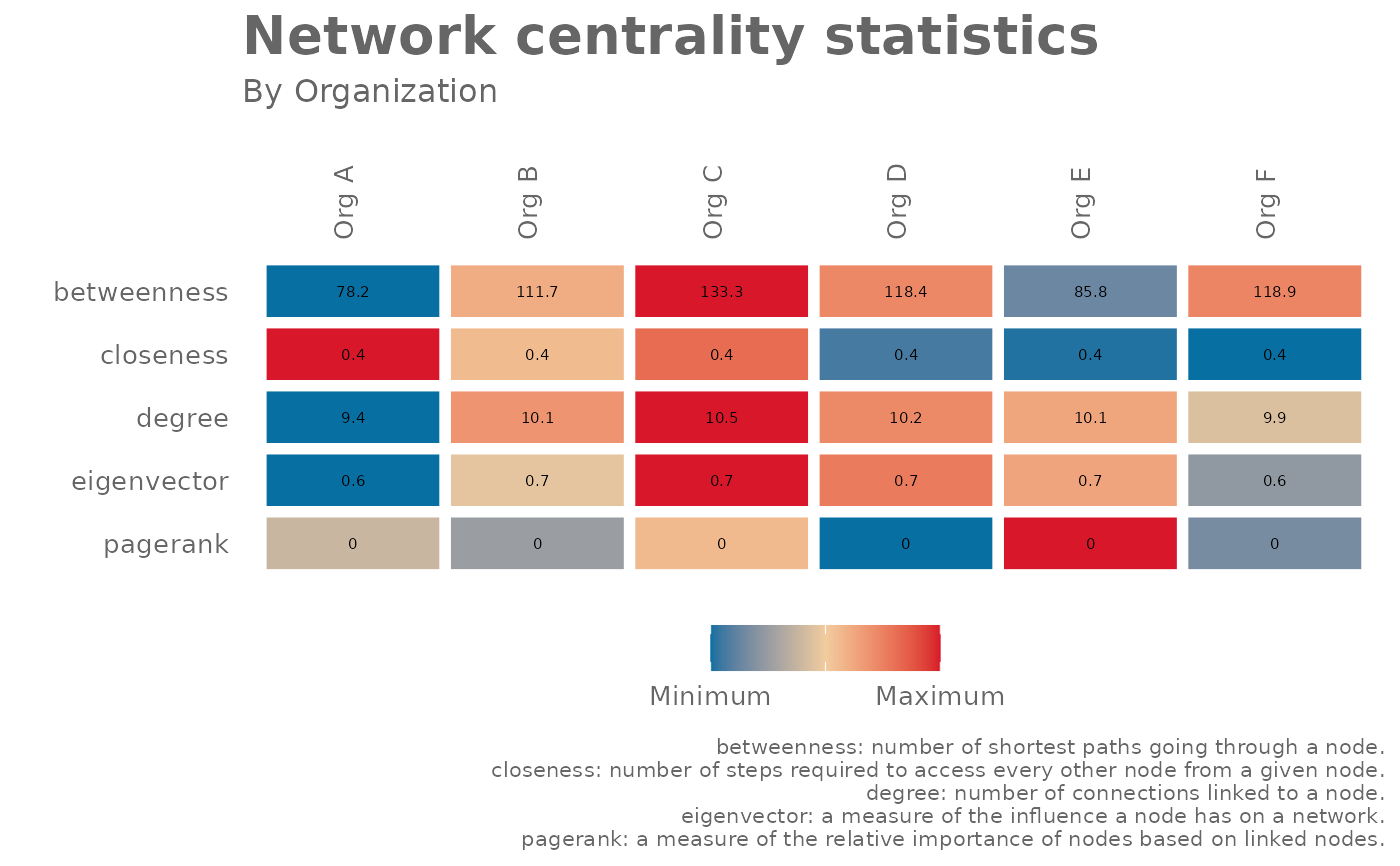 Network centrality statistics
By Organization
Org A Org B Org C Org D Org E Org F
betweenness 78.2 111.7 133.3 118.4 85.8 118.9
closeness 0.4 0.4 0.4 0.4 0.4 0.4
degree 9.4 10.1 10.5 10.2 10.1 9.9
eigenvector 0.6 0.7 0.7 0.7 0.7 0.6
pagerank 0 0 0 0 0 0
Minimum Maximum
betweenness: number of shortest paths going through a node.
closeness: number of steps required to access every other node from a given node.
degree: number of connections linked to a node.
eigenvector: a measure of the influence a node has on a network.
pagerank: a measure of the relative importance of nodes based on linked nodes.